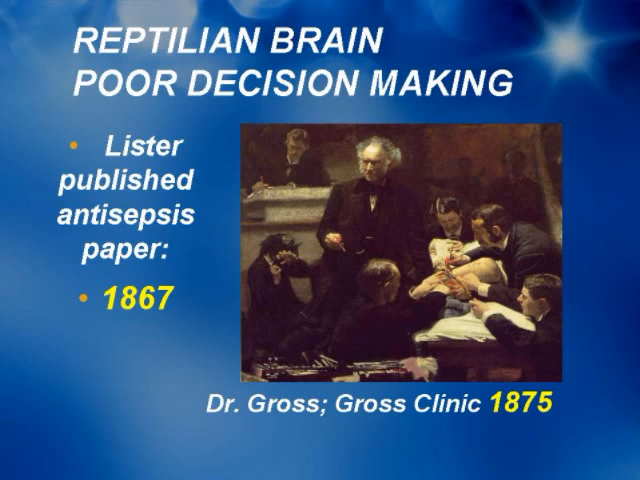 REPTILIAN BRAIN
POOR DECISION MAKING
• Lister
published
antisepsis
paper:
• 1867
Dr. Gross; Gross Clinic 1875